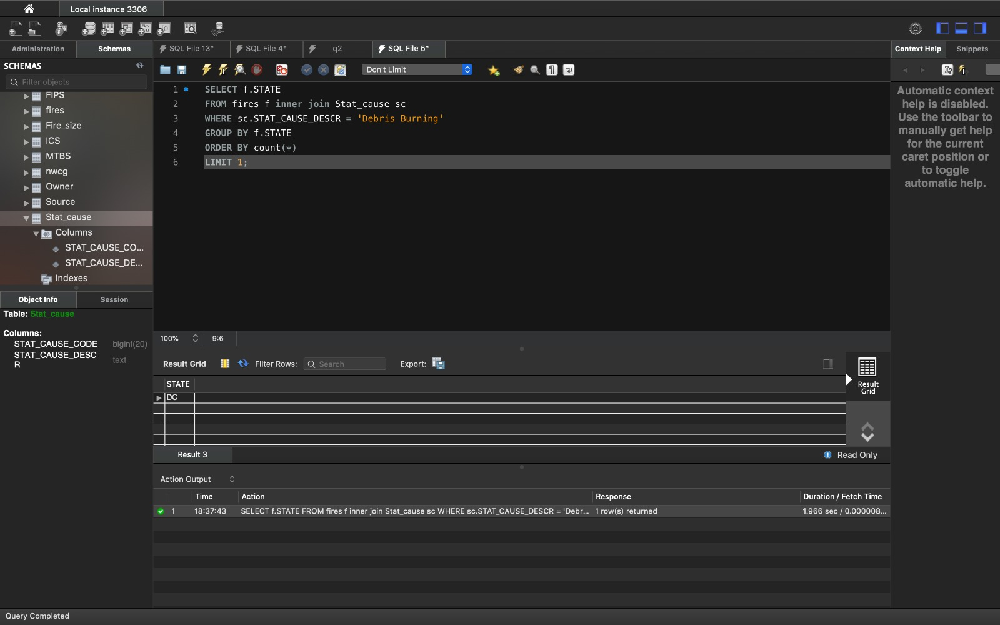 Local instance 3306
Administration
Schemas
SQL File 13*
SQL File 4*
q2
SQL File 5*
Context Help
Snippets
SCHEMAS
Filter objects
FIPS
fires
Fire_size
ICS
MTBS
nwcg
Owner
Source
Stat_cause
Columns
STAT_CAUSE_CO...
STAT_CAUSE_DE...
Indexes
Object Info
Session
Table: Stat_cause
Columns:
STAT_CAUSE_CODE bigint(20)
STAT_CAUSE_DESC
R
text
Don't Limit
1 SELECT f.STATE
2 FROM fires f inner join Stat_cause sc
3 WHERE sc.STAT_CAUSE_DESCR = 'Debris Burning'
4 GROUP BY f.STATE
5 ORDER BY count(*)
6 LIMIT 1;
Automatic context
help is disabled.
Use the toolbar to
manually get help
for the current
caret position or
to toggle
automatic help.
100%
9:6
Result Grid
Filter Rows:
Search
Export:
STATE
DC
Result
Grid
Result 3
Read Only
Action Output
Time Action Response Duration / Fetch Time
1 18:37:43 SELECT f.STATE FROM fires f inner join Stat_cause sc WHERE sc.STAT_CAUSE_DESCR = 'Debr... 1 row(s) returned 1.966 sec / 0.000008...
Query Completed